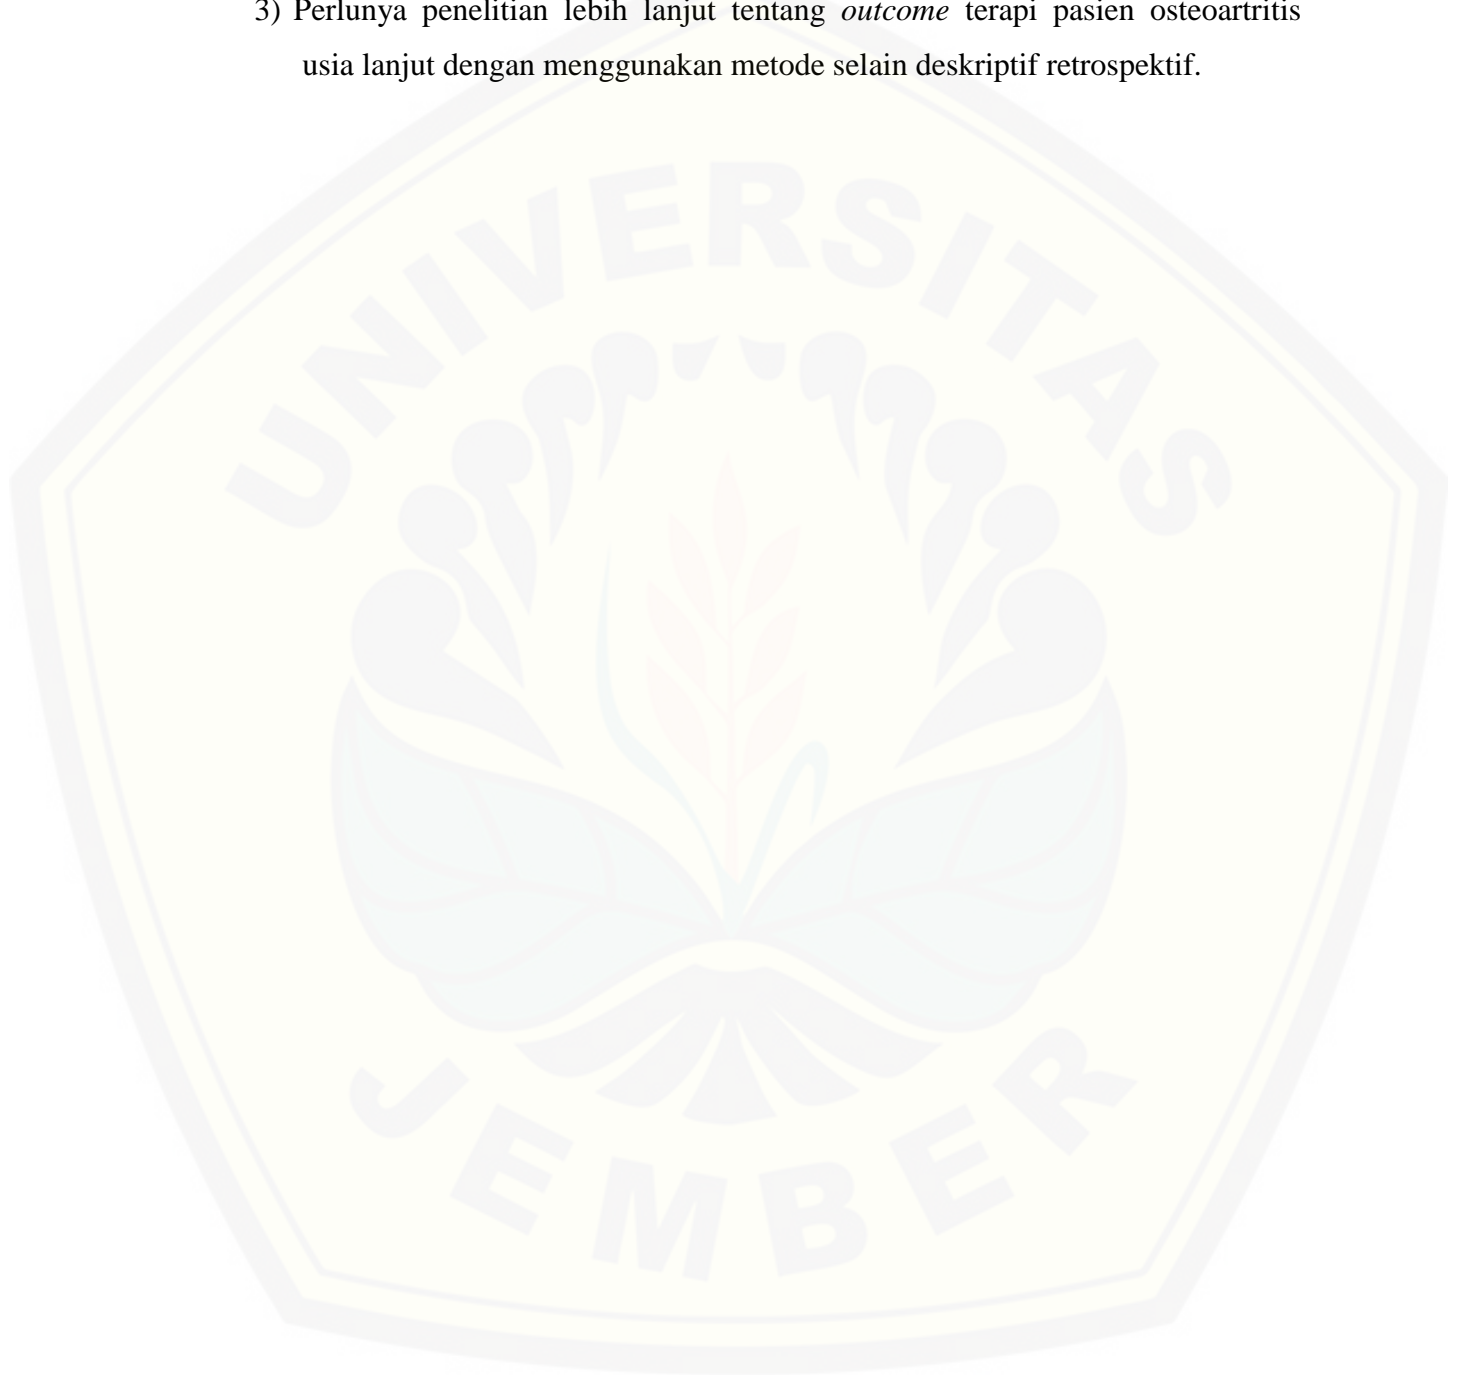 3) Perlunya penelitian lebih lanjut tentang outcome terapi pasien osteoartritis
usia lanjut dengan menggunakan metode selain deskriptif retrospektif.
UNIVERSITAS
JEMBER